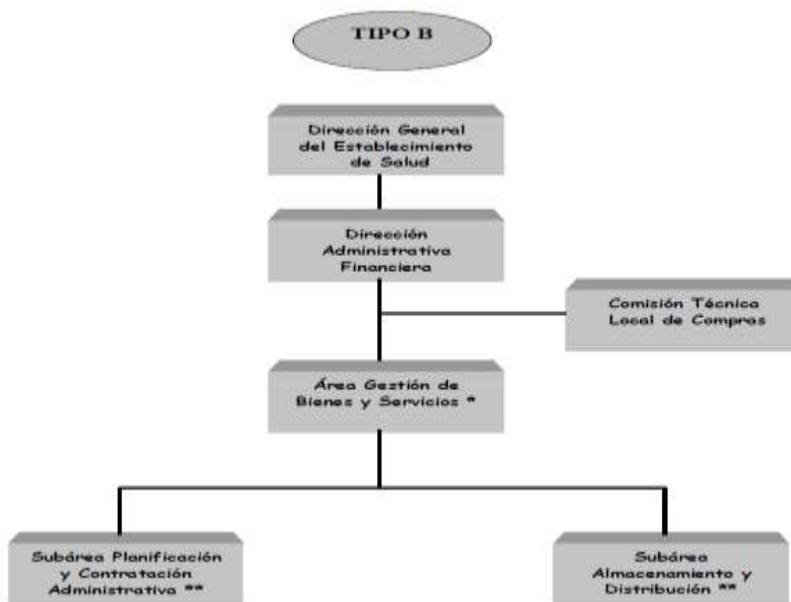 TIPO B
Dirección General
del Establecimiento
de Salud
Dirección
Administrativa
Financiera
Comisión Técnica
Local de Compras
Área Gestión de
Bienes y Servicios *
Subárea Planificación
y Contratación
Administrativa **
Subárea
Almacenamiento y
Distribución **